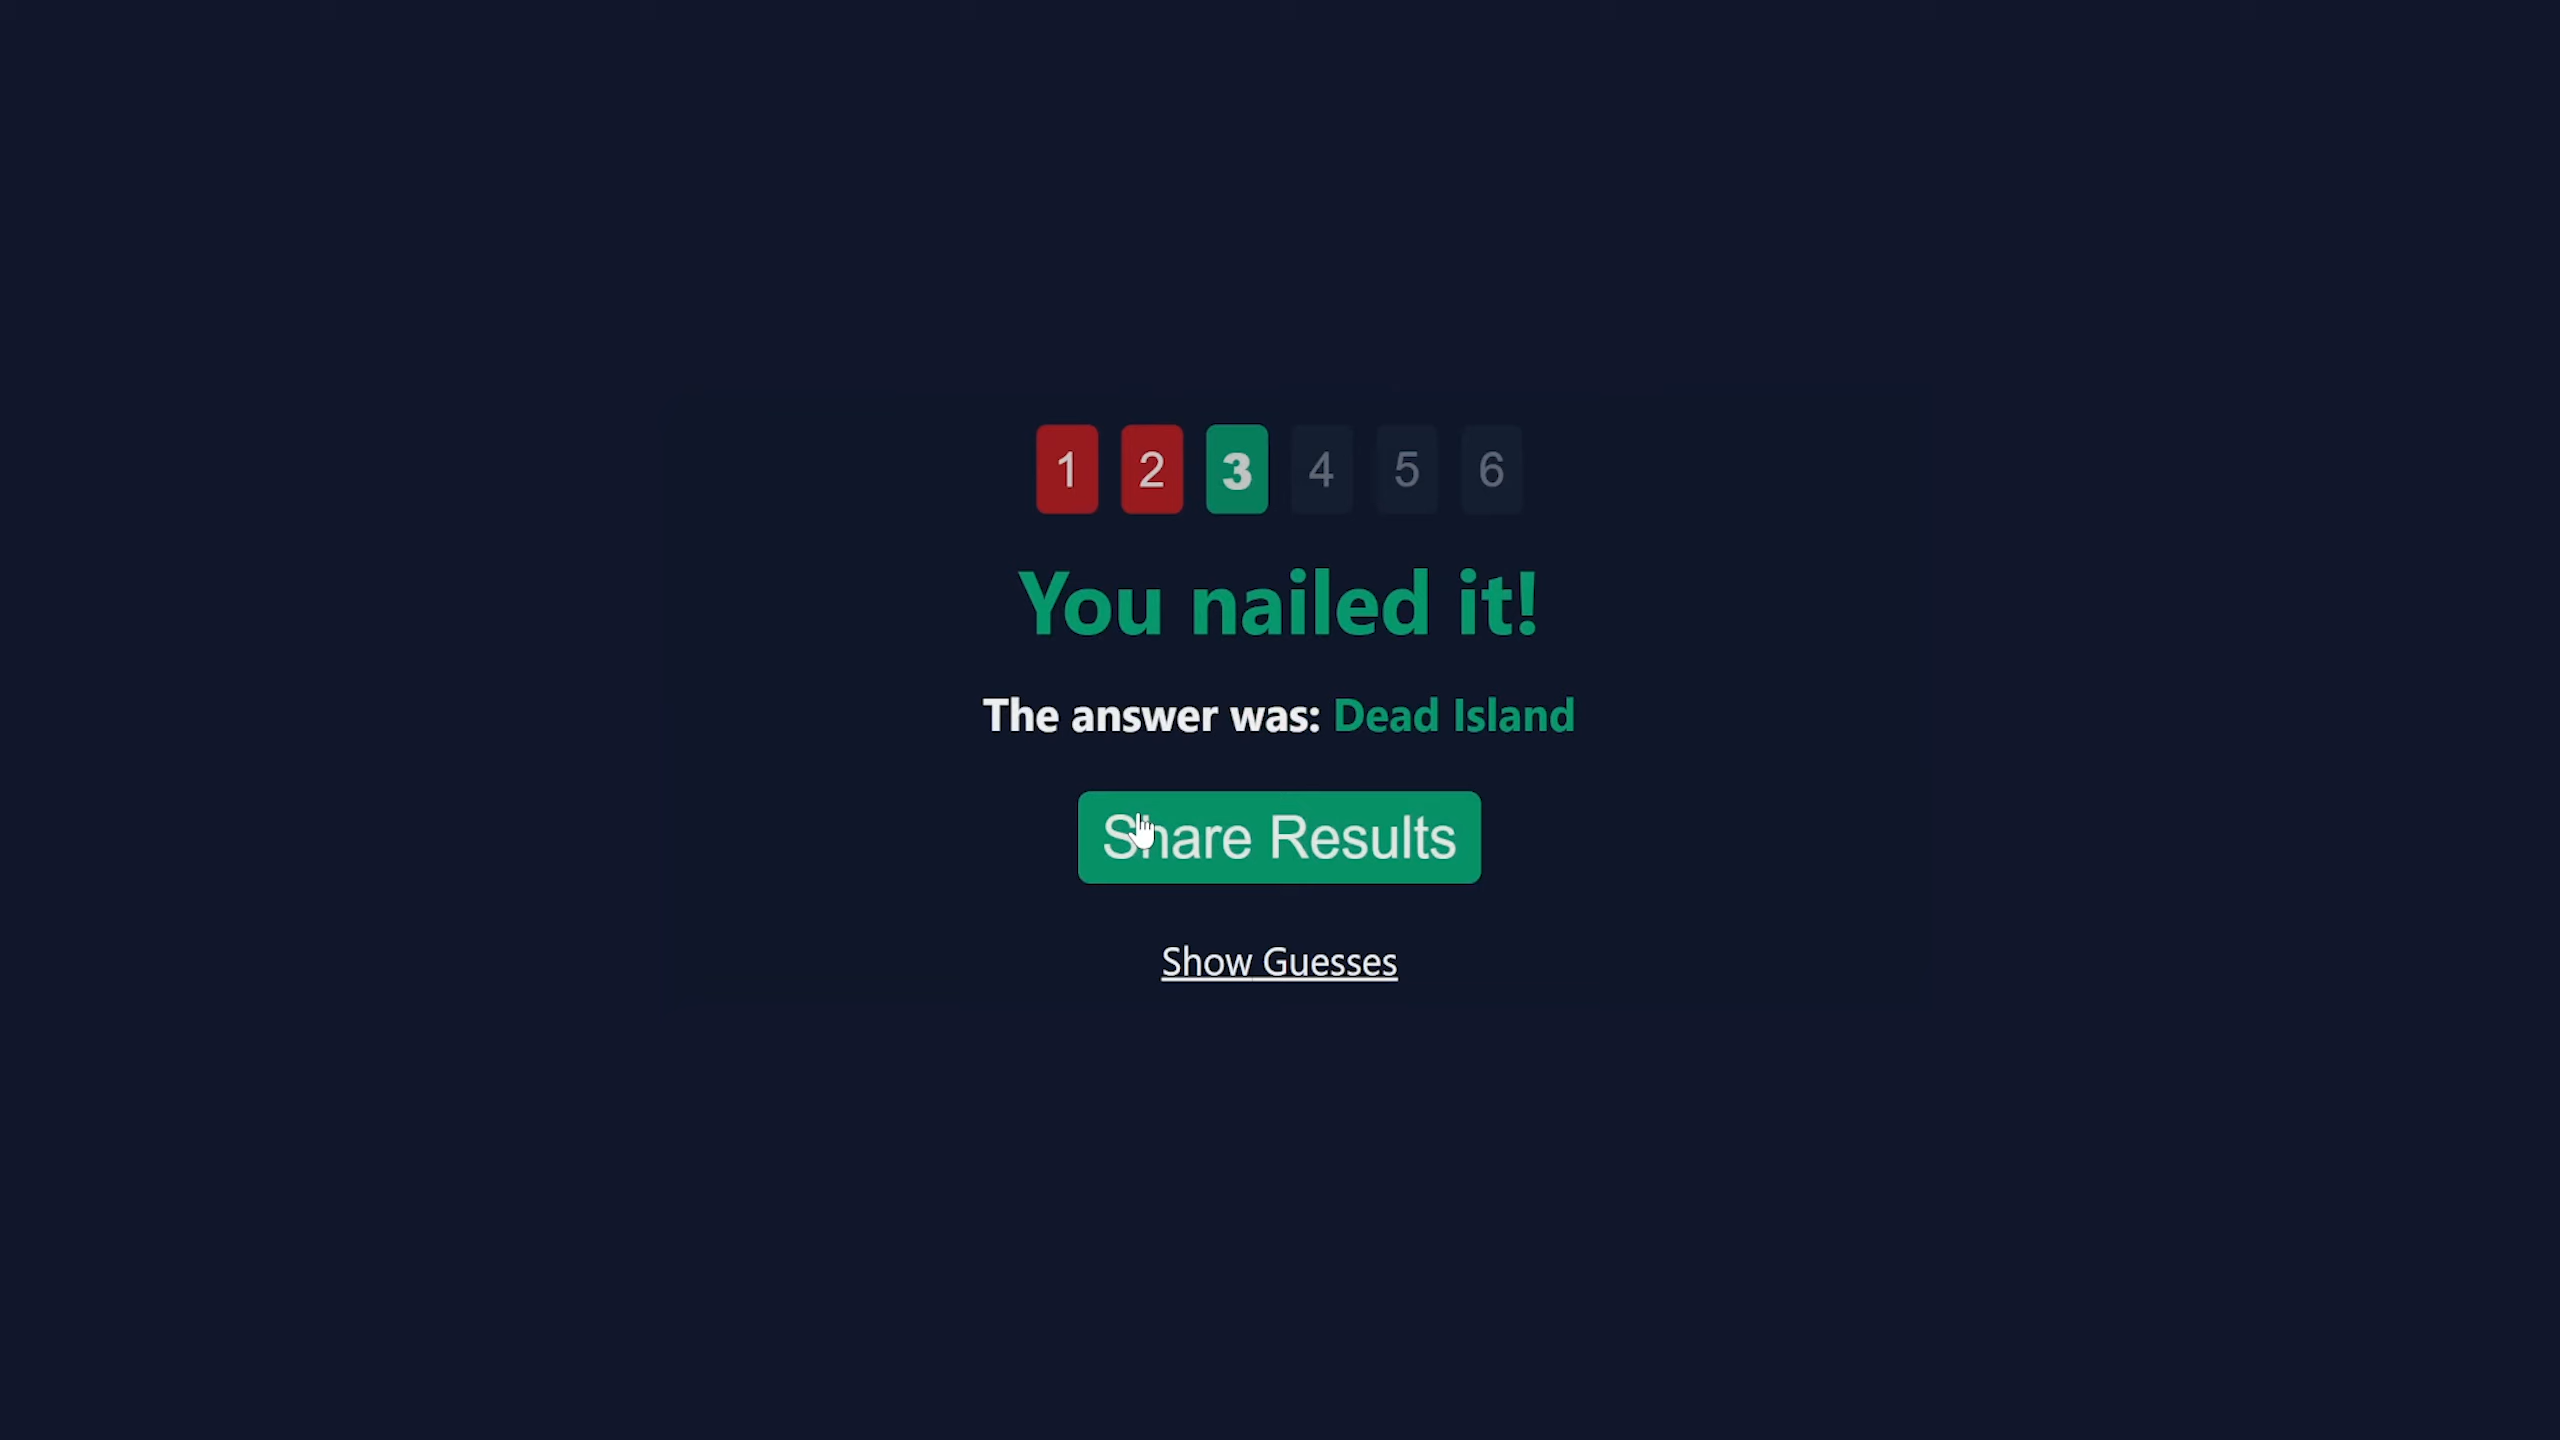 1 2 3 4 5 6
You nailed it!
The answer was: Dead Island
Share Results
Show Guesses